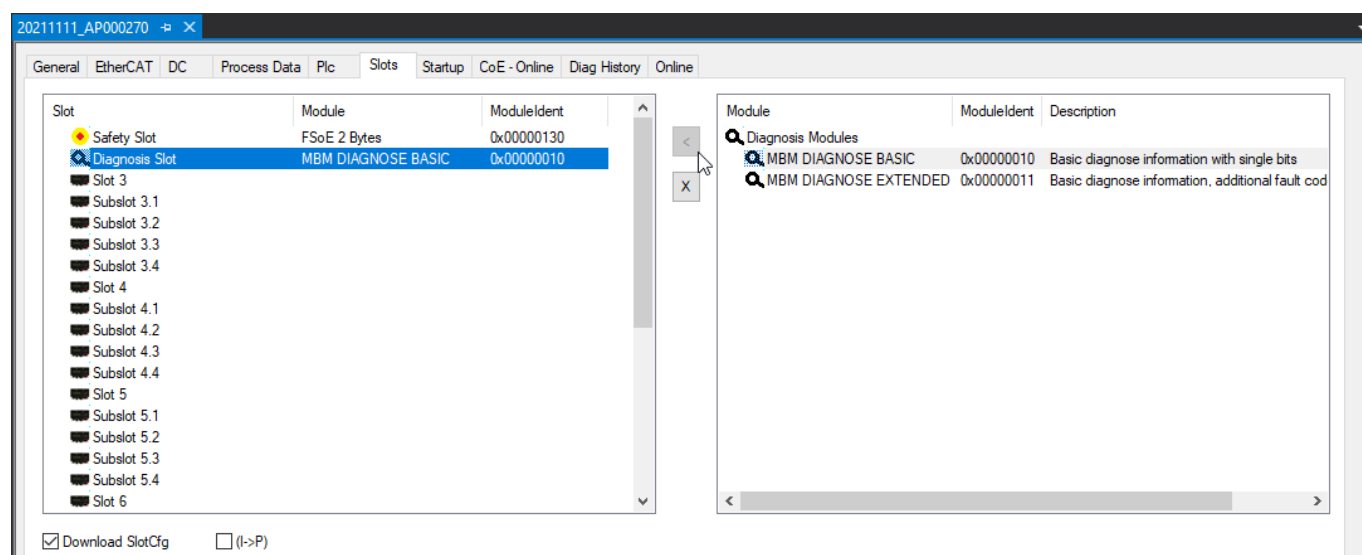 20211111_AP000270
General EtherCAT DC Process Data Plc Slots Startup CoE - Online Diag History Online
Slot Module ModuleIdent
Safety Slot FSoE 2 Bytes 0x00000130
Diagnosis Slot MBM DIAGNOSE BASIC 0x00000010
Slot 3
Subslot 3.1
Subslot 3.2
Subslot 3.3
Subslot 3.4
Slot 4
Subslot 4.1
Subslot 4.2
Subslot 4.3
Subslot 4.4
Slot 5
Subslot 5.1
Subslot 5.2
Subslot 5.3
Subslot 5.4
Slot 6
<
X
Module ModuleIdent Description
Diagnosis Modules
MBM DIAGNOSE BASIC 0x00000010 Basic diagnose information with single bits
MBM DIAGNOSE EXTENDED 0x00000011 Basic diagnose information, additional fault cod
Download SlotCfg (I->P)